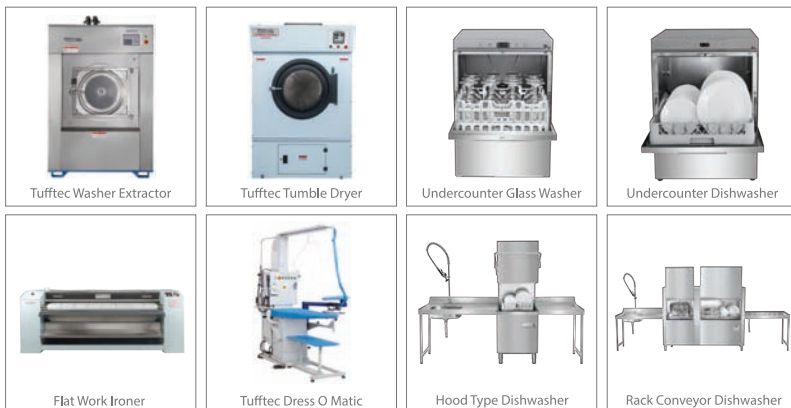 Tufftec Washer Extractor
Tufftec Tumble Dryer
Undercounter Glass Washer
Undercounter Dishwasher
Flat Work Ironer
Tufftec Dress O Matic
Hood Type Dishwasher
Rack Conveyor Dishwasher